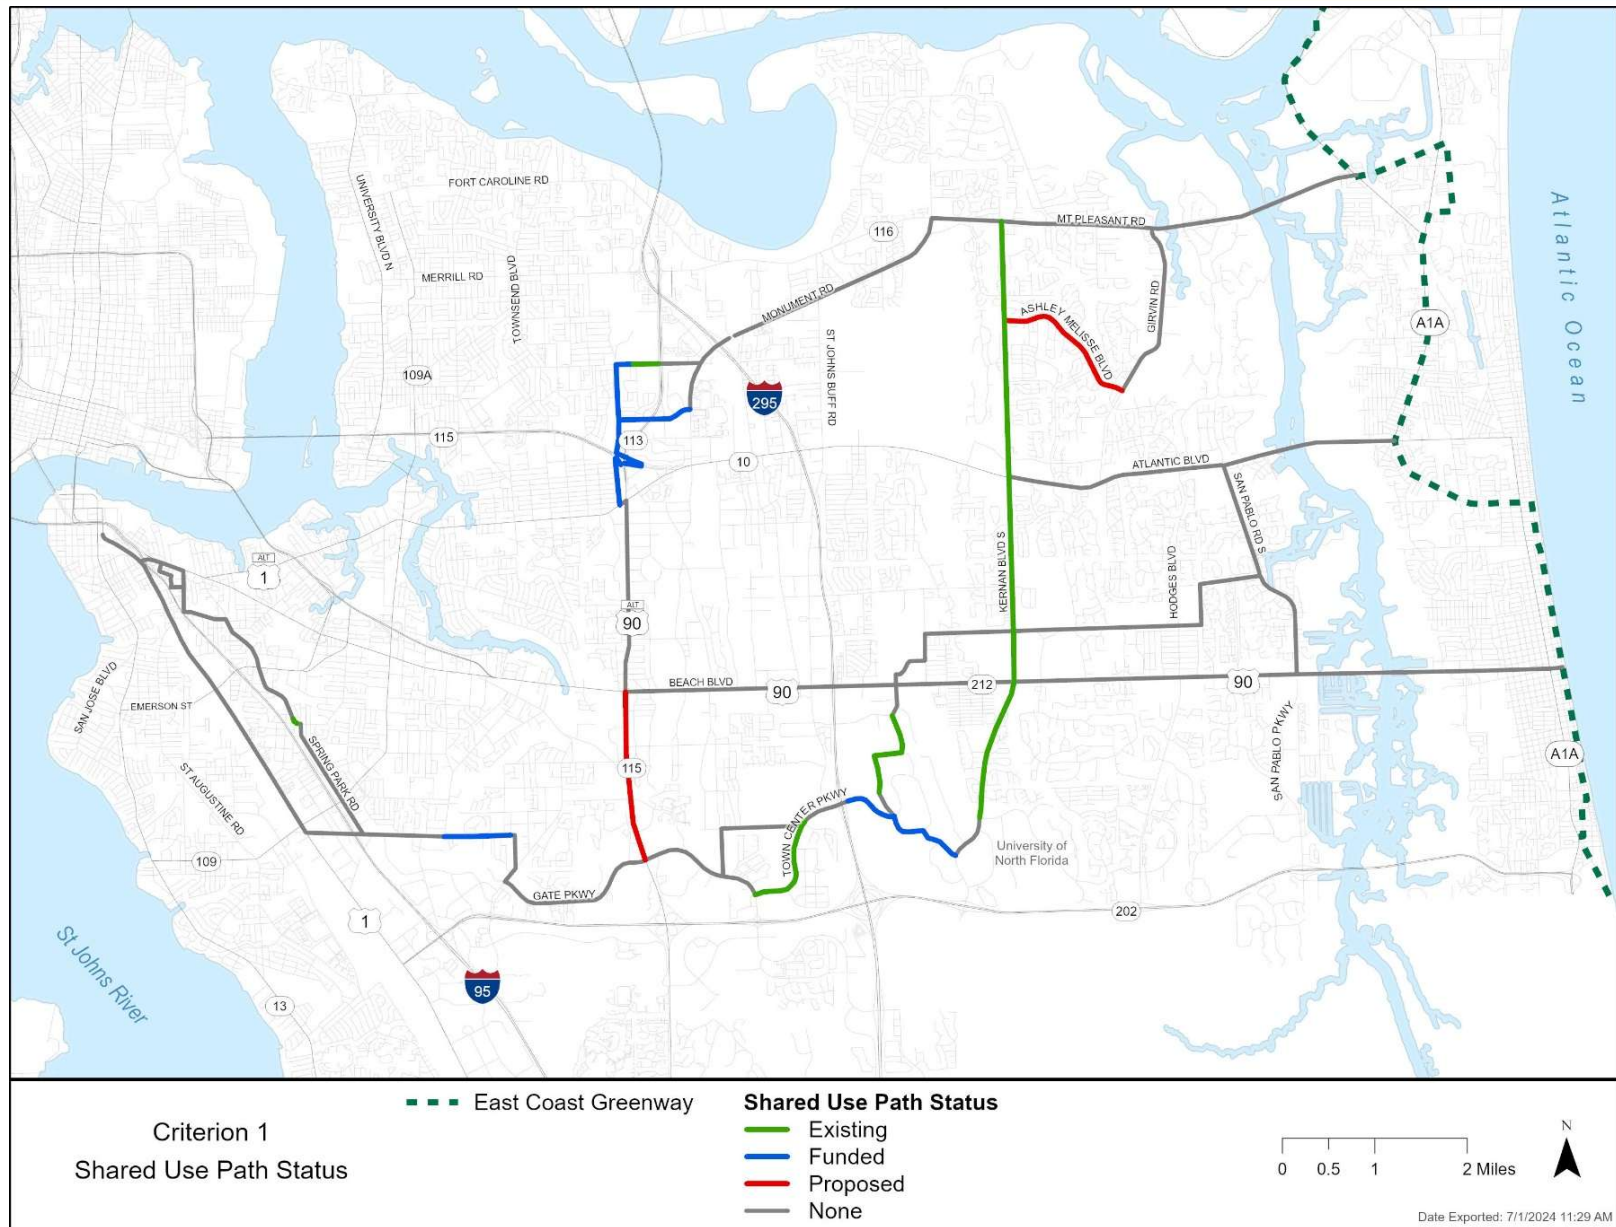 FORT CAROLINE RD
UNIVERSITY BLVD N
MERRILL RD
TOWNSEND BLVD
116
MT PLEASANT RD
Atlantic Ocean
MONUMENT RD
ASHLEY MELISSE BLVD
GIRVIN RD
A1A
ST JOHNS BUFF RD
109A
295
115
113
10
ATLANTIC BLVD
SAN PABLO RD S
ALT
1
KERNAN BLVD S
HODGES BLVD
ALT
90
SAN JOSE BLVD
EMERSON ST
BEACH BLVD
90
212
90
SPRING PARK RD
ST AUGUSTINE RD
115
SAN PABLO PKWY
A1A
TOWN CENTER PKWY
University of
North Florida
109
GATE PKWY
1
202
St Johns River
95
13
East Coast Greenway
Criterion 1
Shared Use Path Status
Shared Use Path Status
Existing
Funded
Proposed
None
0 0.5 1 2 Miles
N
Date Exported: 7/1/2024 11:29 AM